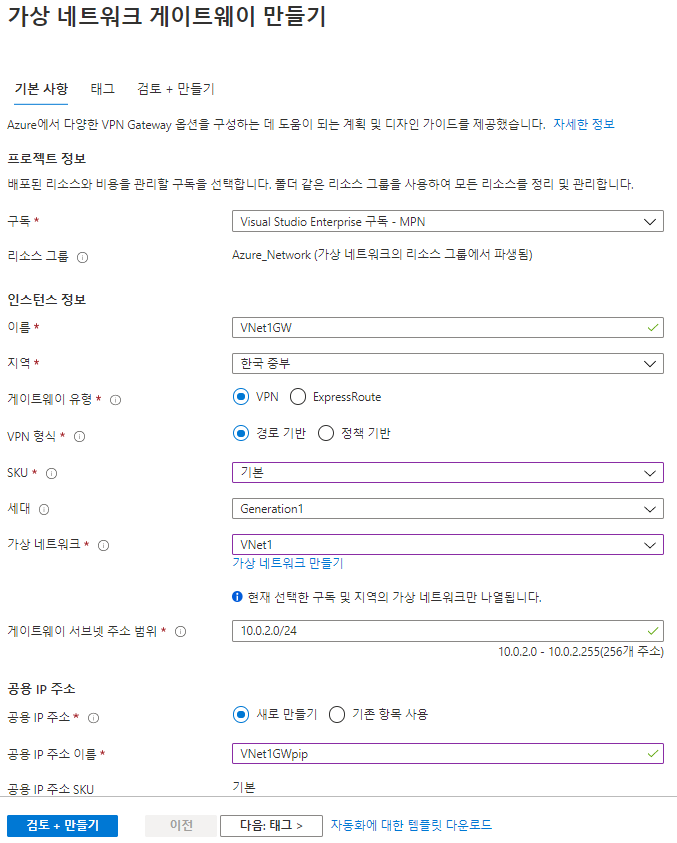 가상 네트워크 게이트웨이 만들기
기본 사항 태그 검토 + 만들기
Azure에서 다양한 VPN Gateway 옵션을 구성하는 데 도움이 되는 계획 및 디자인 가이드를 제공했습니다. 자세한 정보
프로젝트 정보
배포된 리소스와 비용을 관리할 구독을 선택합니다. 폴더 같은 리소스 그룹을 사용하여 모든 리소스를 정리 및 관리합니다.
구독 * Visual Studio Enterprise 구독 - MPN
리소스 그룹 Azure_Network (가상 네트워크의 리소스 그룹에서 파생됨)
인스턴스 정보
이름 * VNet1GW
지역 * 한국 중부
게이트웨이 유형 * VPN ExpressRoute
VPN 형식 * 경로 기반 정책 기반
SKU * 기본
세대 Generation1
가상 네트워크 * VNet1
가상 네트워크 만들기
현재 선택한 구독 및 지역의 가상 네트워크만 나열됩니다.
게이트웨이 서브넷 주소 범위 * 10.0.2.0/24
10.0.2.0 - 10.0.2.255(256개 주소)
공용 IP 주소
공용 IP 주소 * 새로 만들기 기존 항목 사용
공용 IP 주소 이름 * VNet1GWpip
공용 IP 주소 SKU 기본
검토 + 만들기 이전 다음: 태그 > 자동화에 대한 템플릿 다운로드